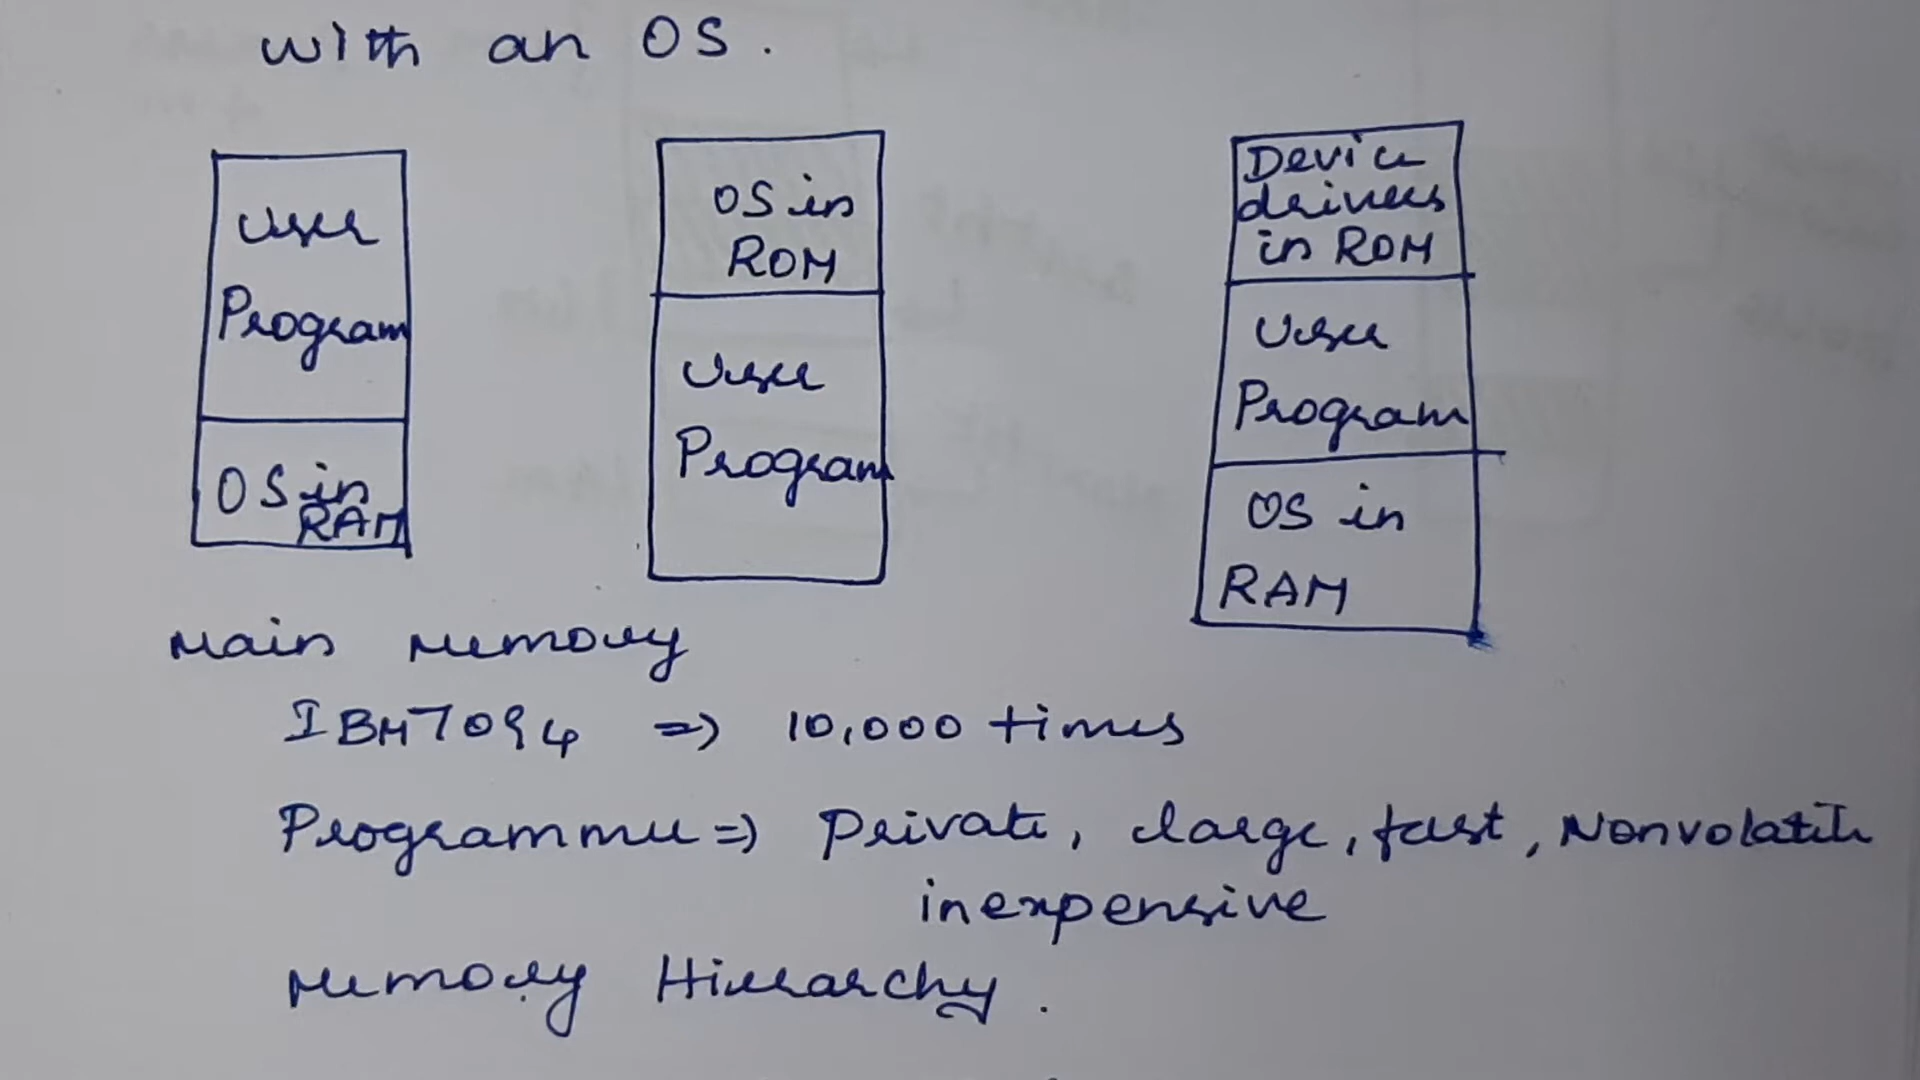 with an OS.
User
Program
OS in
RAM
OS in
ROM
User
Program
Device
drivers
in ROM
User
Program
OS in
RAM
Main Memory
IBM7094 => 10,000 times
Programmer => Private, large, fast, Nonvolatile
inexpensive
Memory Hierarchy.